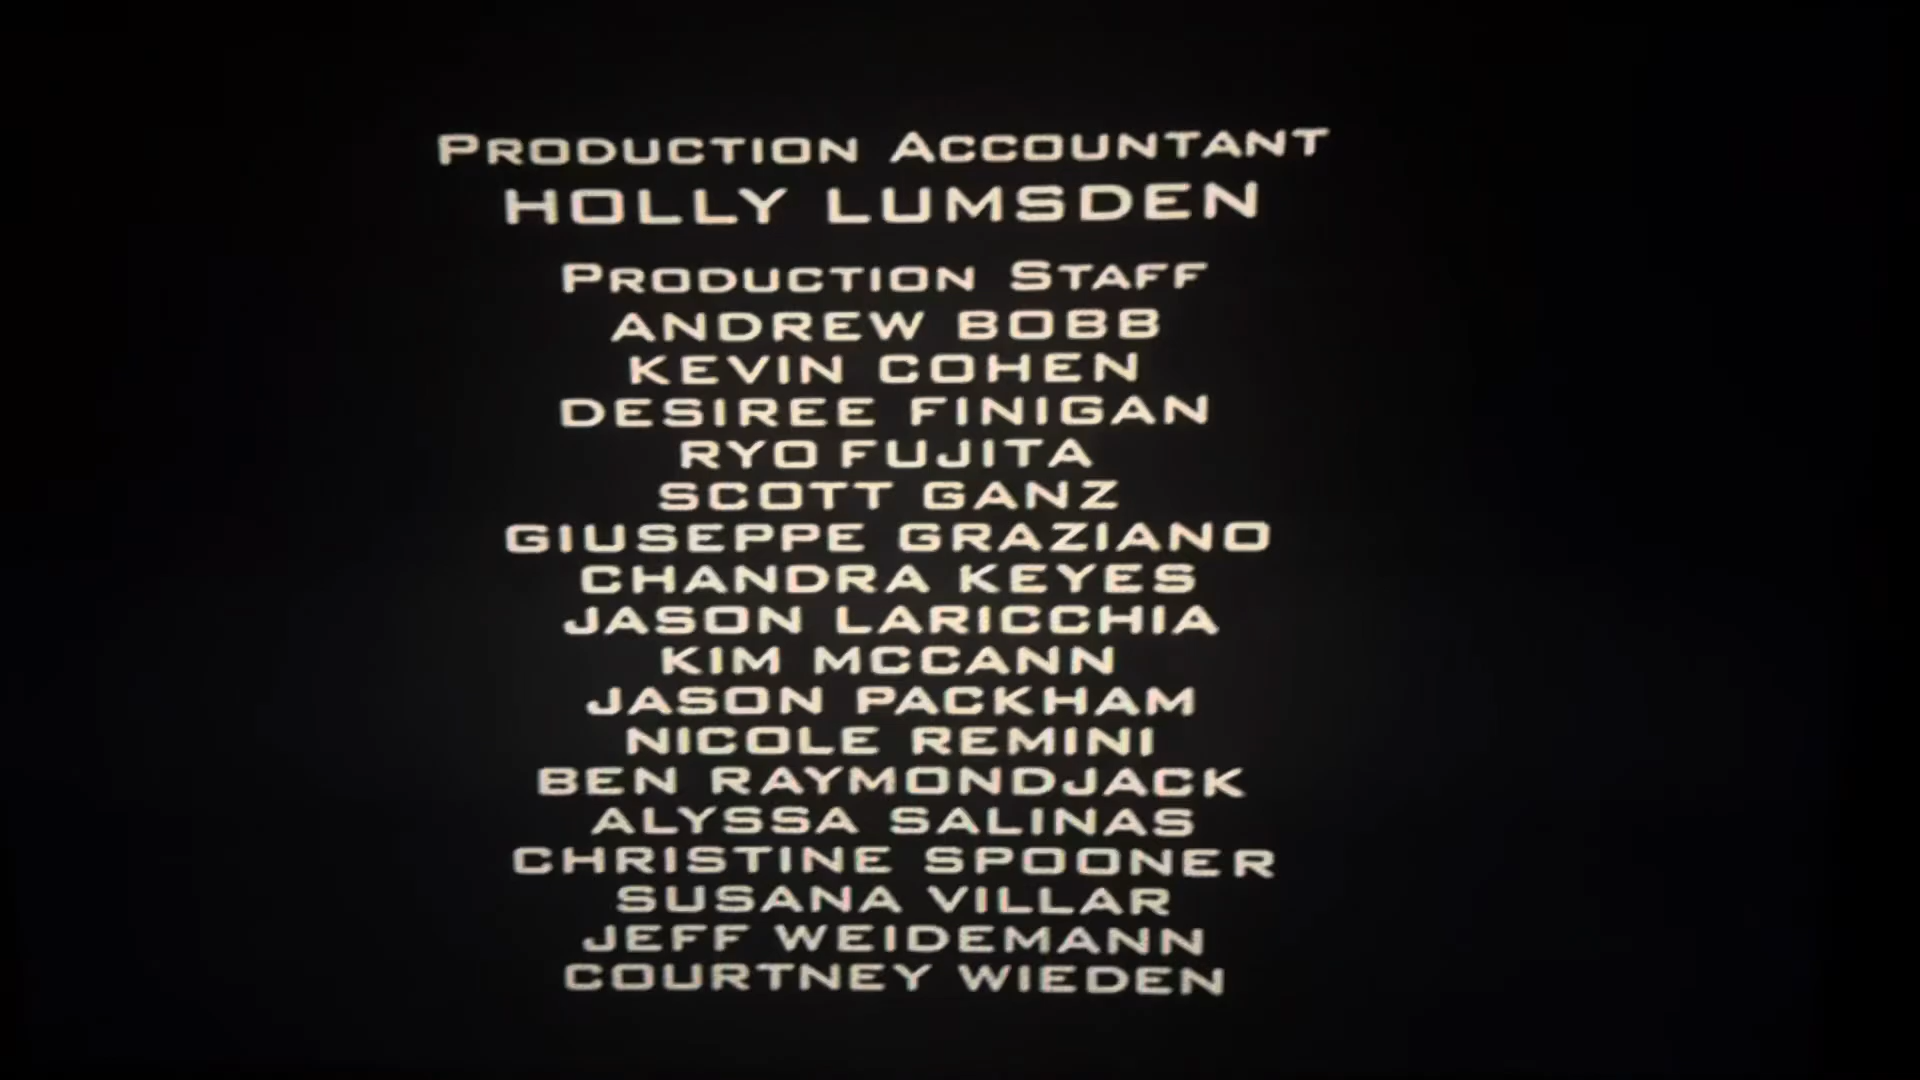 Production Accountant
HOLLY LUMSDEN
Production Staff
ANDREW BOBB
KEVIN COHEN
DESIREE FINIGAN
RYO FUJITA
SCOTT GANZ
GIUSEPPE GRAZIANO
CHANDRA KEYES
JASON LARICCHIA
KIM MCCANN
JASON PACKHAM
NICOLE REMINI
BEN RAYMONDJACK
ALYSSA SALINAS
CHRISTINE SPOONER
SUSANA VILLAR
JEFF WEIDEMANN
COURTNEY WIEDEN